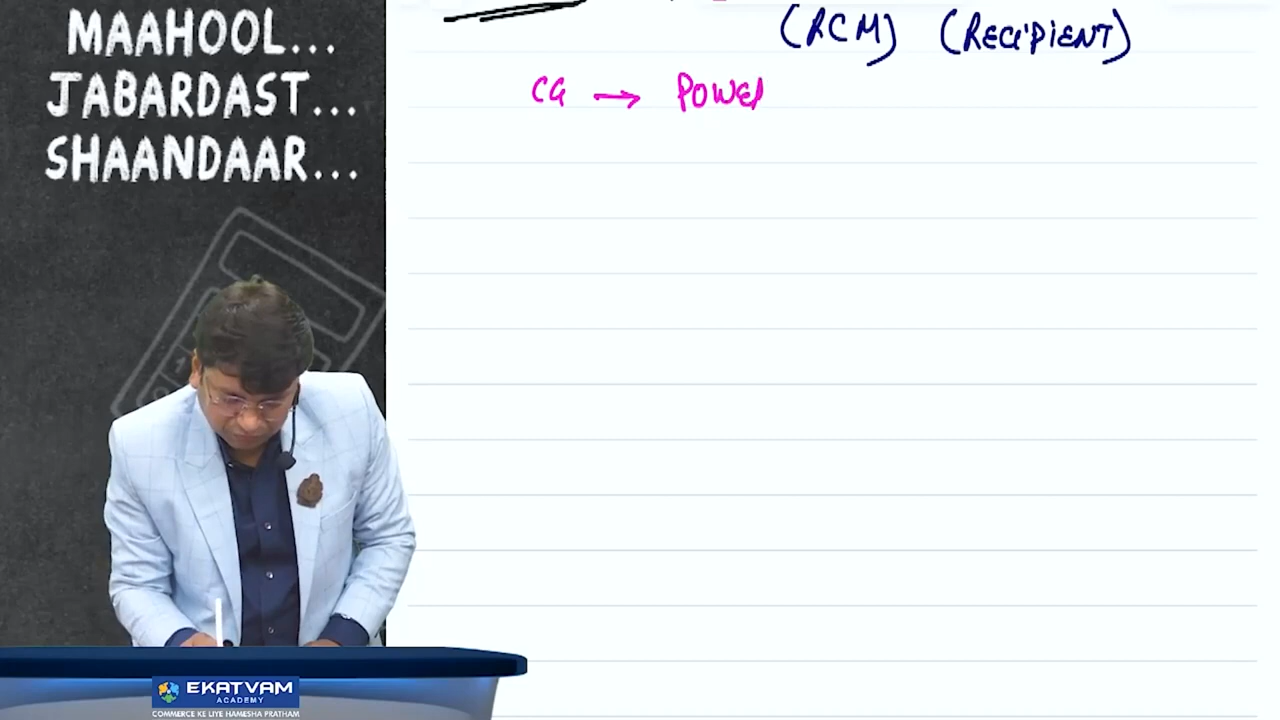 MAAHOOL...
JABARDAST...
SHAANDAAR...
(RCM) (RECIPIENT)
CG → POWER
EKATVAM
ACADEMY
COMMERCE KE LIYE HAMESHA PRATHAM